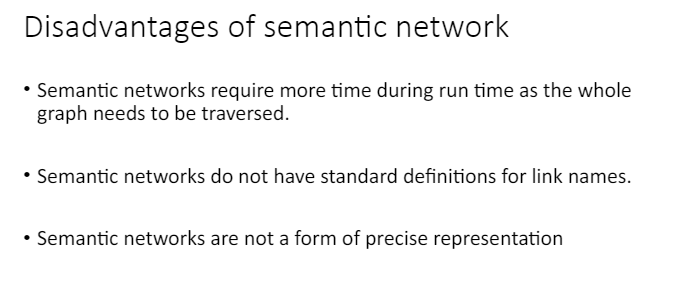 Disadvantages of semantic network
• Semantic networks require more time during run time as the whole
graph needs to be traversed.
• Semantic networks do not have standard definitions for link names.
• Semantic networks are not a form of precise representation